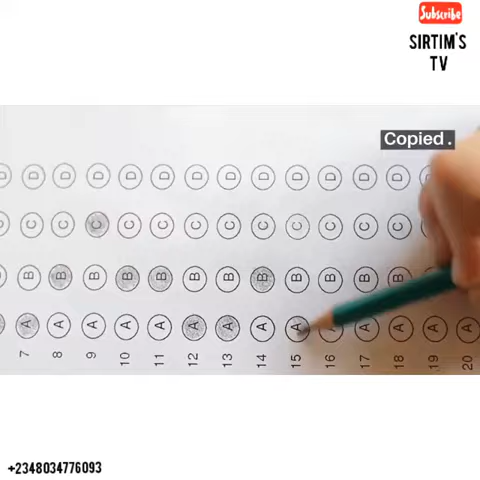 Subscribe
SIRTIM'S
TV
Copied.
D D D D D D D D D D D D
C C C C C C C C C C C C
B B B B B B B B B B B B
A A A A A A A A A A A A A
7 8 9 10 11 12 13 14 15 16 17 18 19 20
+2348034776093